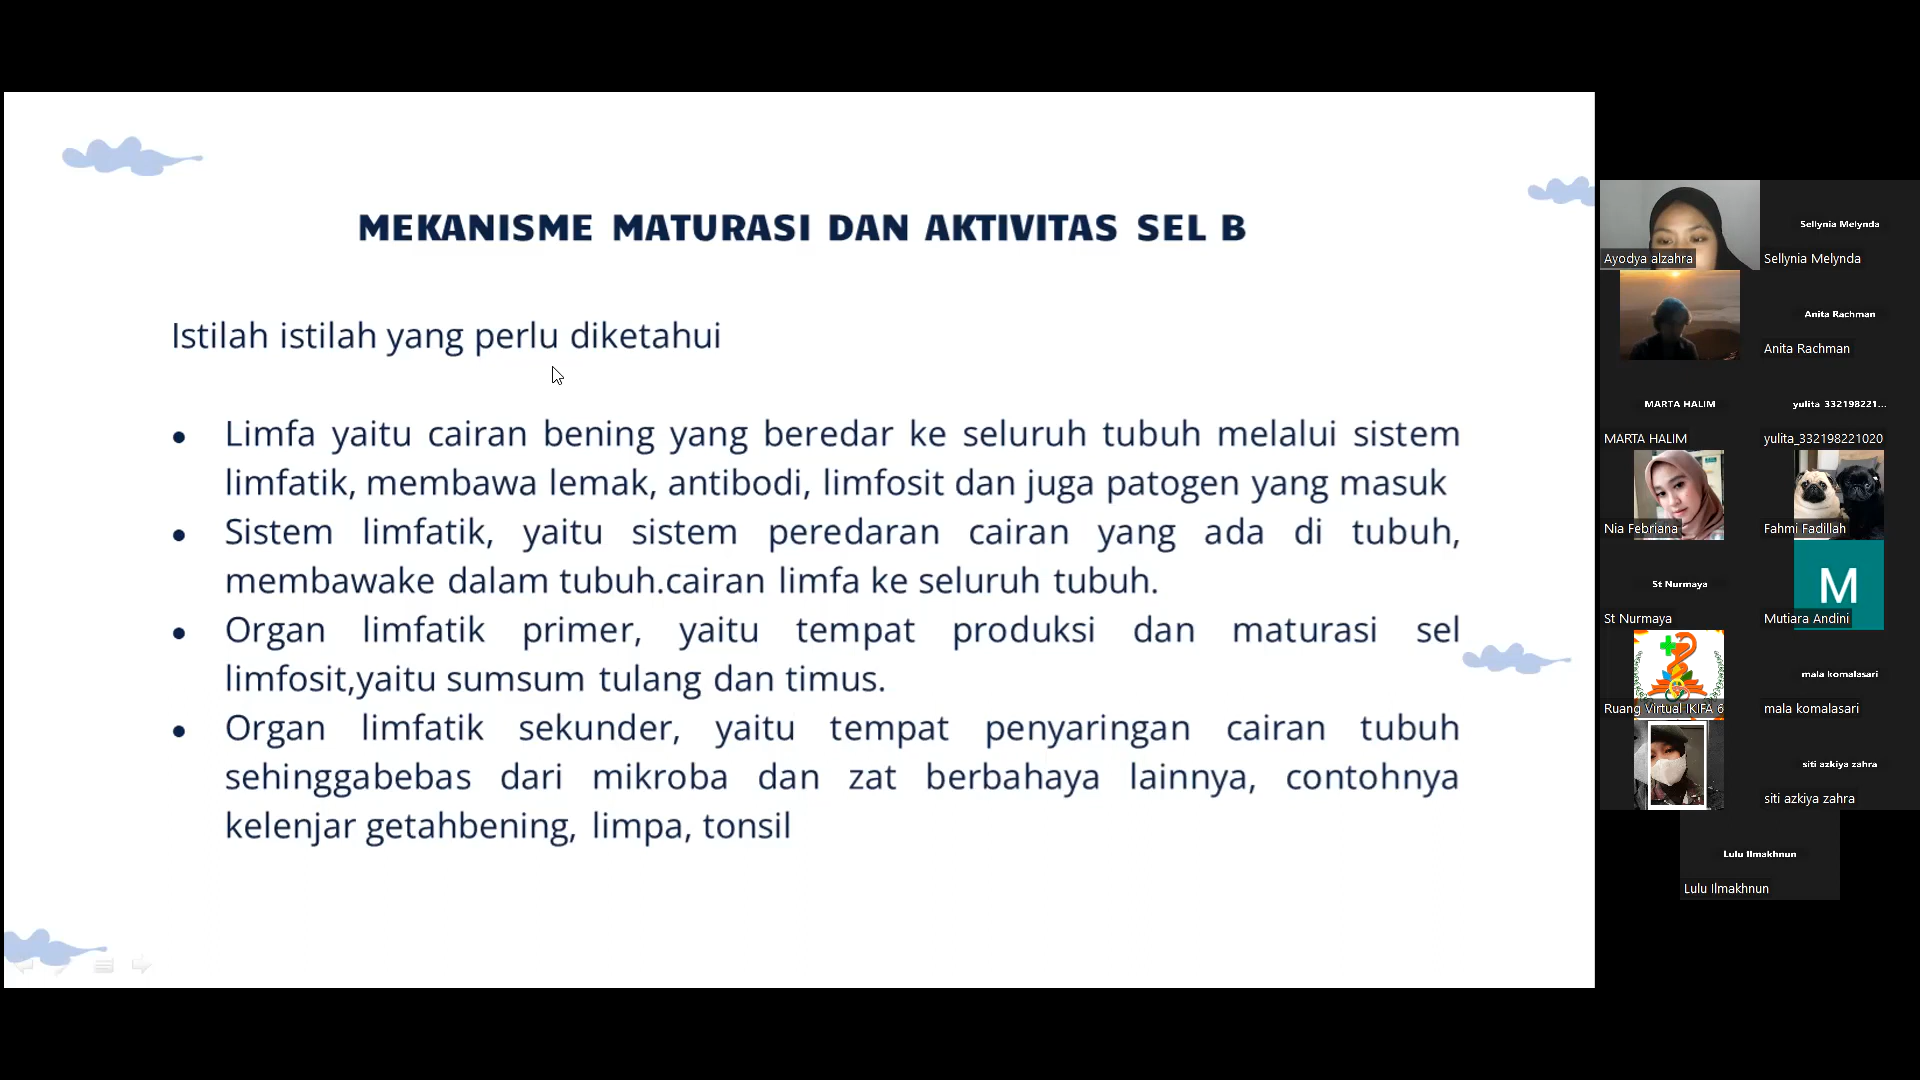 MEKANISME MATURASI DAN AKTIVITAS SEL B
Istilah istilah yang perlu diketahui
• Limfa yaitu cairan bening yang beredar ke seluruh tubuh melalui sistem
limfatik, membawa lemak, antibodi, limfosit dan juga patogen yang masuk
• Sistem limfatik, yaitu sistem peredaran cairan yang ada di tubuh,
membawake dalam tubuh.cairan limfa ke seluruh tubuh.
• Organ limfatik primer, yaitu tempat produksi dan maturasi sel
limfosit,yaitu sumsum tulang dan timus.
• Organ limfatik sekunder, yaitu tempat penyaringan cairan tubuh
sehinggabebas dari mikroba dan zat berbahaya lainnya, contohnya
kelenjar getahbening, limpa, tonsil
Ayodya alzahra
Sellynia Melynda
Sellynia Melynda
Anita Rachman
Anita Rachman
MARTA HALIM
MARTA HALIM
yulita 332198221...
yulita_332198221020
Nia Febriana
Fahmi Fadillah
St Nurmaya
St Nurmaya
M
Mutiara Andini
Ruang Virtual IKIFA 6
mala komalasari
mala komalasari
siti azkiya zahra
siti azkiya zahra
Lulu Ilmakhnun
Lulu Ilmakhnun